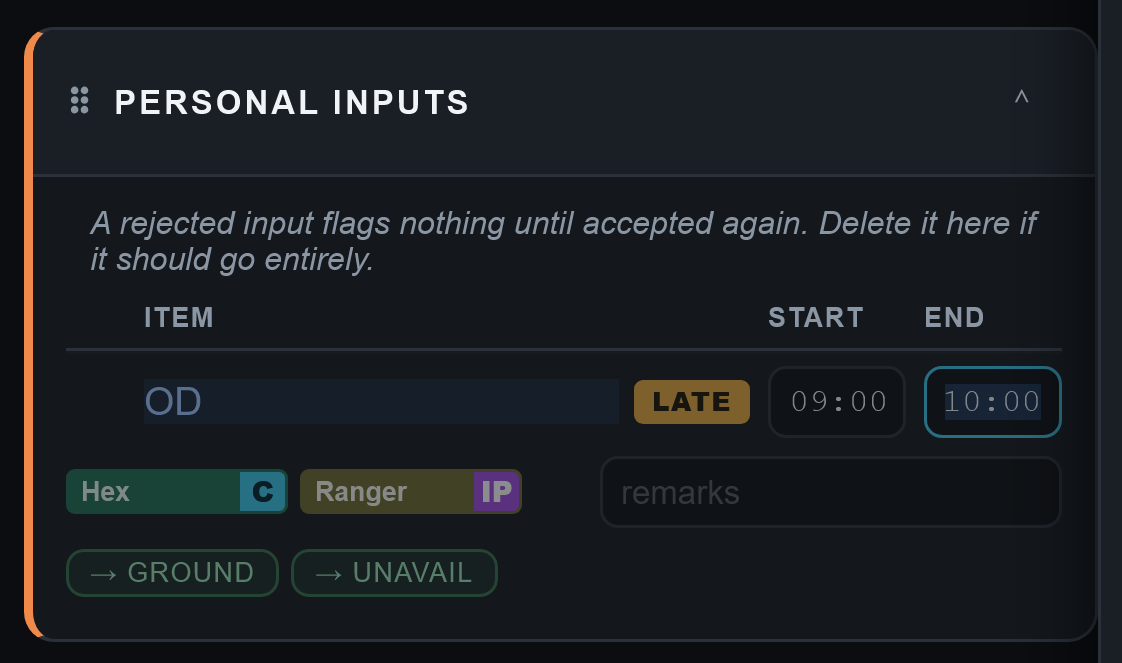 PERSONAL INPUTS ^
A rejected input flags nothing until accepted again. Delete it here if
it should go entirely.
ITEM START END
OD LATE 09:00 10:00
Hex C Ranger IP remarks
→ GROUND → UNAVAIL